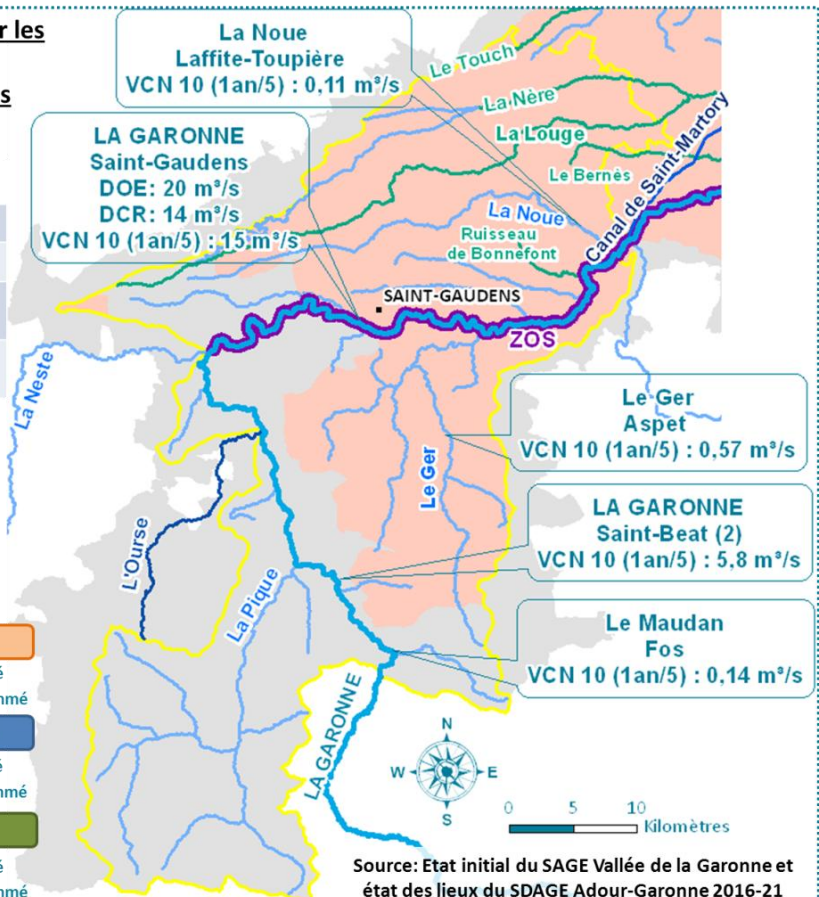 r les
s
La Noue
Laffite-Toupière
VCN 10 (1an/5) : 0,11 m³/s
LA GARONNE
Saint-Gaudens
DOE: 20 m³/s
DCR: 14 m³/s
VCN 10 (1an/5) : 15 m³/s
Le Touch
La Nère
La Louge
Le Bernès
Canal de Saint-Martory
La Noue
Ruisseau
de Bonnefont
SAINT-GAUDENS
ZOS
La Neste
Le Ger
Aspet
VCN 10 (1an/5) : 0,57 m³/s
Le Ger
LA GARONNE
Saint-Beat (2)
VCN 10 (1an/5) : 5,8 m³/s
L'Ourse
La Pique
Le Maudan
Fos
VCN 10 (1an/5) : 0,14 m³/s
LA GARONNE
é
mmé
é
mmé
é
mmé
N
W
E
S
0 5 10
Kilomètres
Source: Etat initial du SAGE Vallée de la Garonne et
état des lieux du SDAGE Adour-Garonne 2016-21